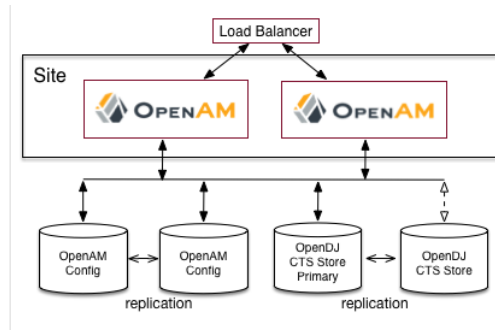 Load Balancer
Site
OPENAM
OPENAM
OpenAM
Config
OpenAM
Config
OpenDJ
CTS Store
Primary
OpenDJ
CTS Store
replication
replication